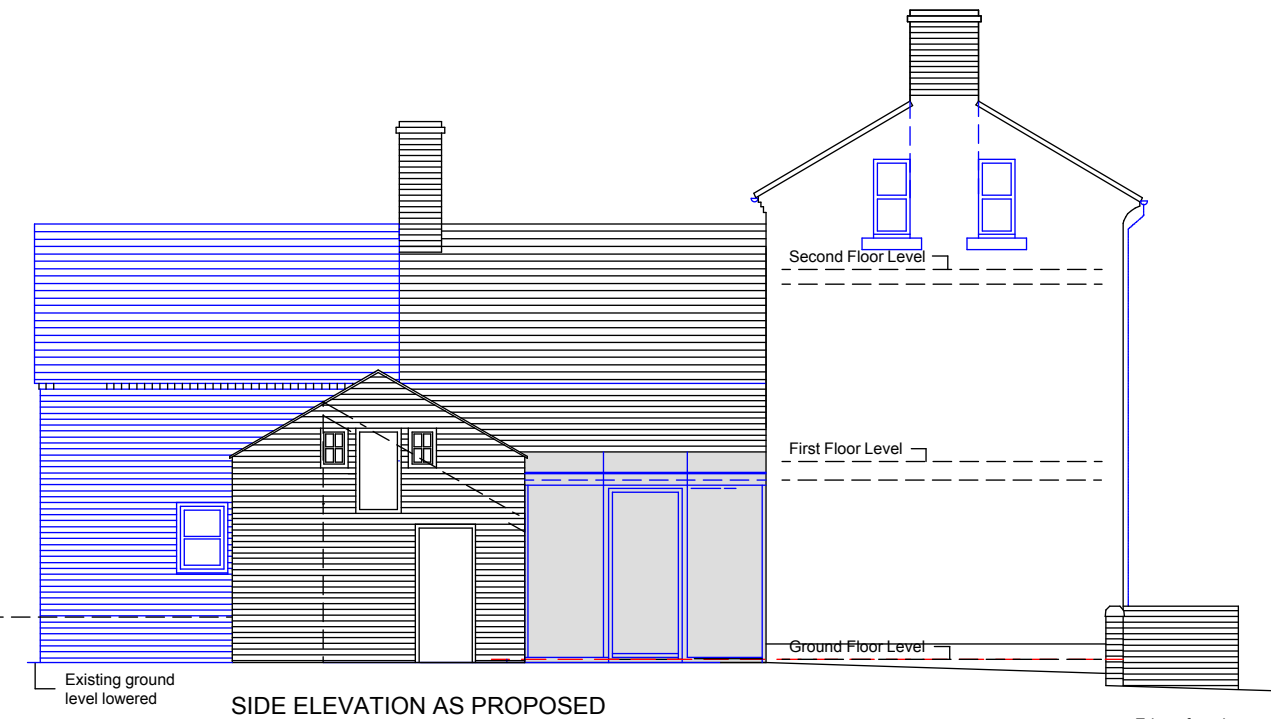 Second Floor Level
First Floor Level
Ground Floor Level
Existing ground
level lowered
SIDE ELEVATION AS PROPOSED